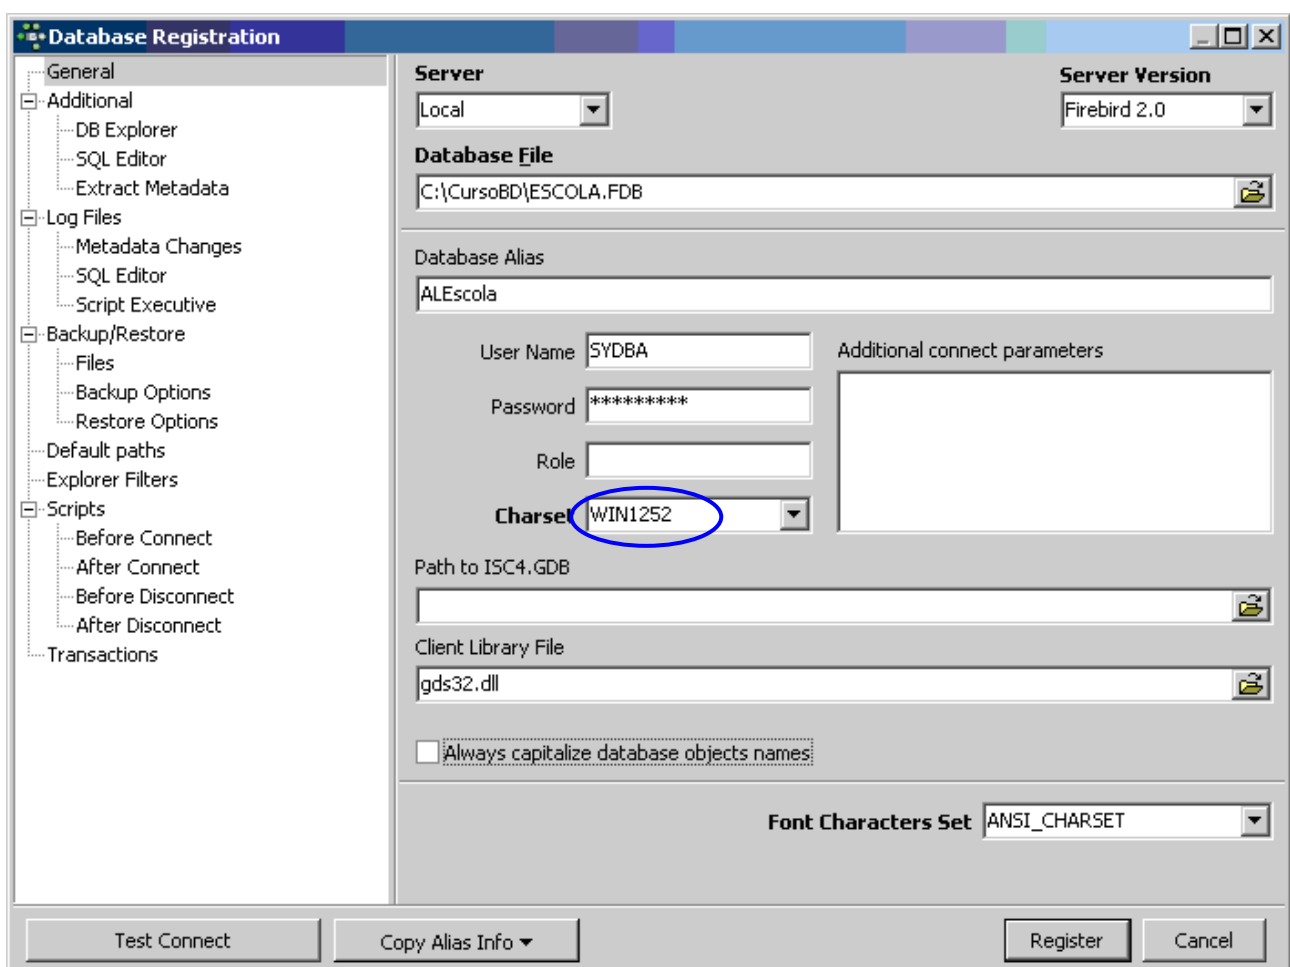 Database Registration
General
Additional
DB Explorer
SQL Editor
Extract Metadata
Log Files
Metadata Changes
SQL Editor
Script Executive
Backup/Restore
Files
Backup Options
Restore Options
Default paths
Explorer Filters
Scripts
Before Connect
After Connect
Before Disconnect
After Disconnect
Transactions
Server
Server Version
Local
Firebird 2.0
Database File
C:\CursoBD\ESCOLA.FDB
Database Alias
ALEscola
User Name SYDBA
Additional connect parameters
Password *********
Role
Charset WIN1252
Path to ISC4.GDB
Client Library File
gds32.dll
Always capitalize database objects names
Font Characters Set ANSI_CHARSET
Test Connect
Copy Alias Info
Register
Cancel